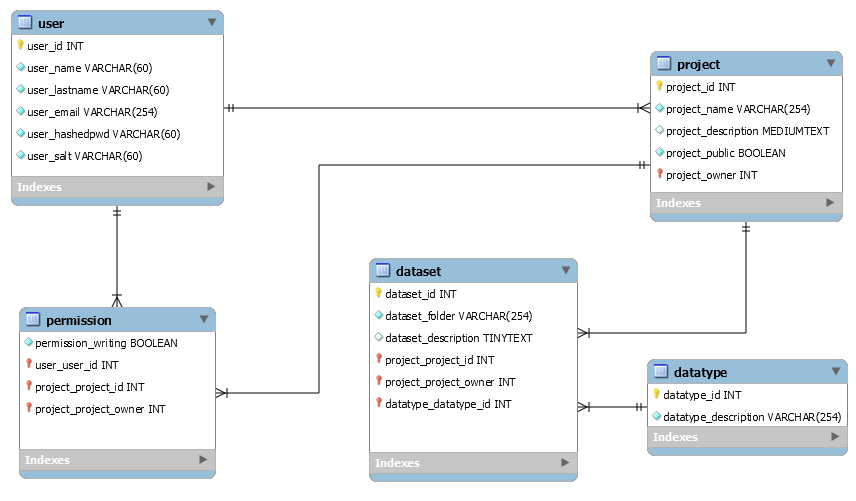 user
user_id INT
user_name VARCHAR(60)
user_lastname VARCHAR(60)
user_email VARCHAR(254)
user_hashedpwd VARCHAR(60)
user_salt VARCHAR(60)
Indexes
project
project_id INT
project_name VARCHAR(254)
project_description MEDIUMTEXT
project_public BOOLEAN
project_owner INT
Indexes
permission
permission_writing BOOLEAN
user_user_id INT
project_project_id INT
project_project_owner INT
Indexes
dataset
dataset_id INT
dataset_folder VARCHAR(254)
dataset_description TINYTEXT
project_project_id INT
project_project_owner INT
datatype_datatype_id INT
Indexes
datatype
datatype_id INT
datatype_description VARCHAR(254)
Indexes